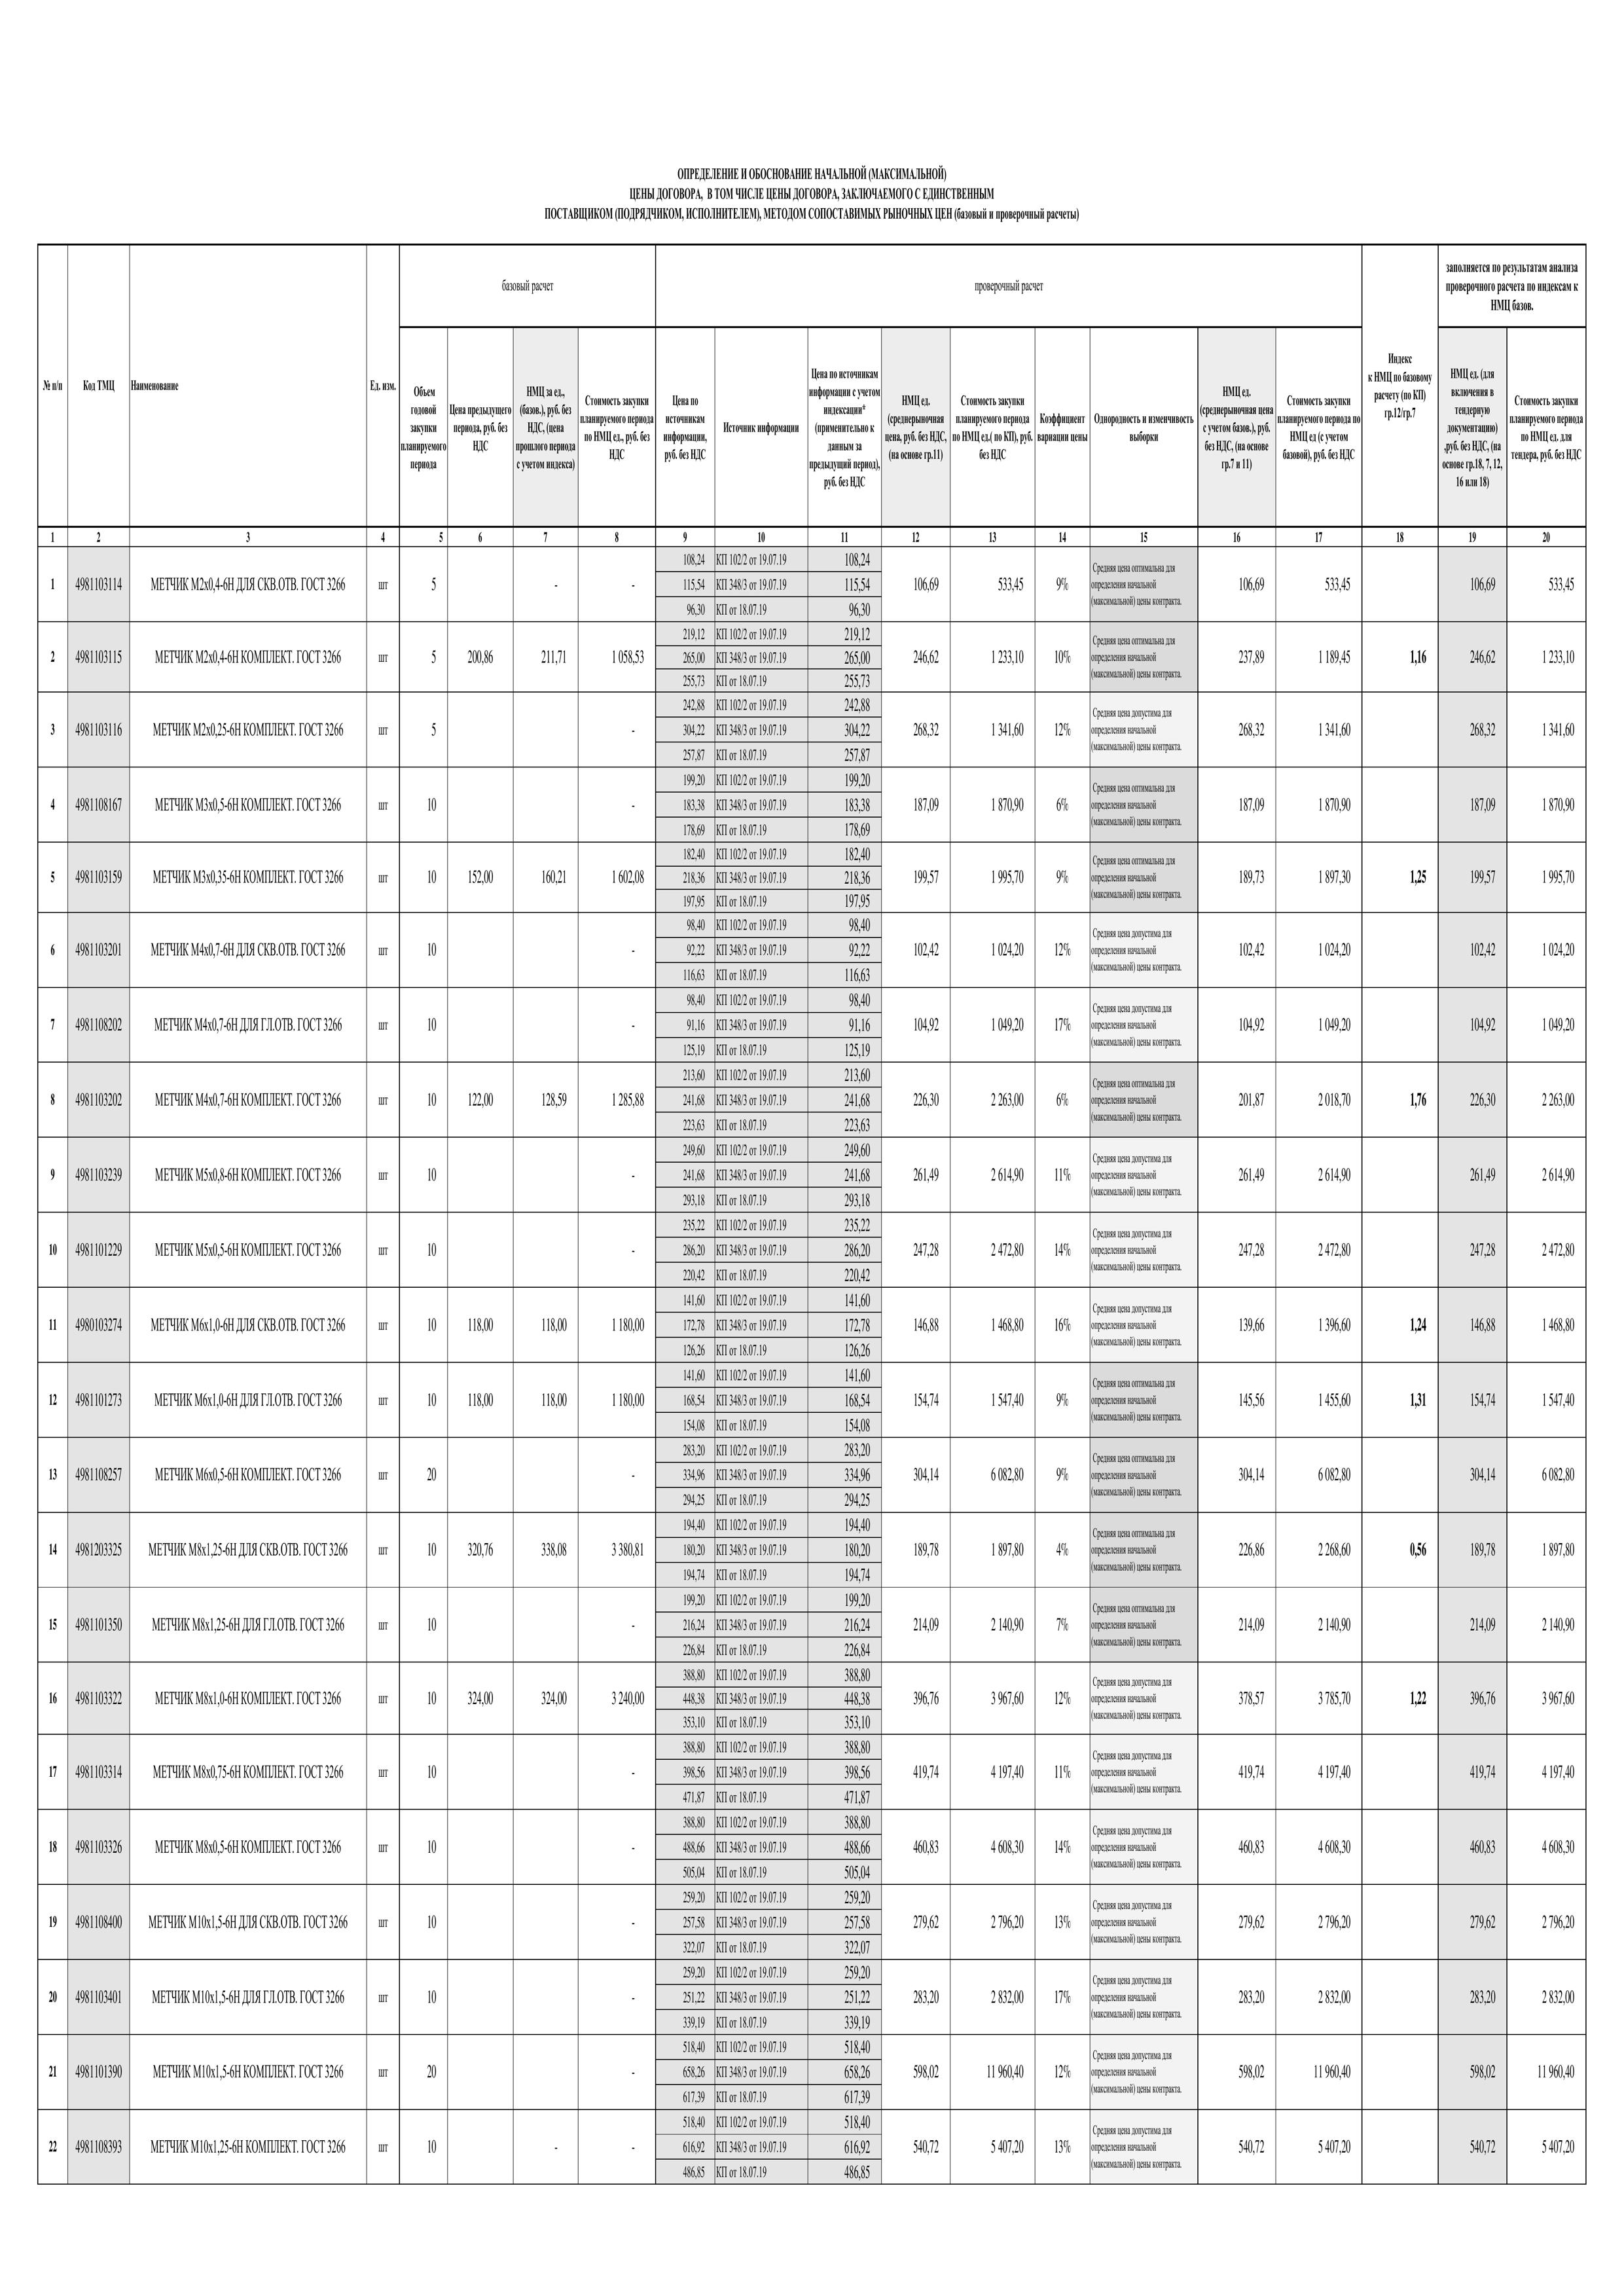 ОПРЕДЕЛЕНИЕ И ОБОСНОВАНИЕ НАЧАЛЬНОЙ (МАКСИМАЛЬНОЙ)
ЦЕНЫ ДОГОВОРА, В ТОМ ЧИСЛЕ ЦЕНЫ ДОГОВОРА, ЗАКЛЮЧАЕМОГО С ЕДИНСТВЕННЫМ
ПОСТАВЩИКОМ (ПОДРЯДЧИКОМ, ИСПОЛНИТЕЛЕМ), МЕТОДОМ СОПОСТАВИМЫХ РЫНОЧНЫХ ЦЕН (базовый и проверочный расчеты)
№ п/п
Код ТМЦ
Наименование
Ед. изм.
базовый расчет
Объем
годовой
закупки
планируемого
периода
Цена предыдущего
периода, руб. без
НДС
НМЦ за ед.,
(базов.), руб. без
НДС, (цена
прошлого периода
с учетом индекса)
Стоимость закупки
планируемого периода
по НМЦ ед., руб. без
НДС
проверочный расчет
Цена по
источникам
информации,
руб. без НДС
Источник информации
Цена по источникам
информации с учетом
индексации*
(применительно к
данным за
предыдущий период),
руб. без НДС
НМЦ ед.
(среднерыночная
цена, руб. без НДС,
(на основе гр.11)
Стоимость закупки
планируемого периода
по НМЦ ед.( по КП), руб.
без НДС
Коэффициент
вариации цены
Однородность и изменчивость
выборки
НМЦ ед.
(среднерыночная цена
с учетом базов.), руб.
без НДС, (на основе
гр.7 и 11)
Стоимость закупки
планируемого периода по
НМЦ ед (с учетом
базовой), руб. без НДС
Индекс
к НМЦ по базовому
расчету (по КП)
гр.12/гр.7
заполняется по результатам анализа
проверочного расчета по индексам к
НМЦ базов.
НМЦ ед. (для
включения в
тендерную
документацию)
,руб. без НДС, (на
основе гр.18, 7, 12,
16 или 18)
Стоимость закупки
планируемого периода
по НМЦ ед. для
тендера, руб. без НДС
1 2 3 4 5 6 7 8 9 10 11 12 13 14 15 16 17 18 19 20
108,24 КП 102/2 от 19.07.19 108,24
1 4981103114 МЕТЧИК М2х0,4-6Н ДЛЯ СКВ.ОТВ. ГОСТ 3266 шт 5 - - 115,54 КП 348/3 от 19.07.19 115,54 106,69 533,45 9% Средняя цена оптимальна для
определения начальной
(максимальной) цены контракта. 106,69 533,45 106,69 533,45
96,30 КП от 18.07.19 96,30
219,12 КП 102/2 от 19.07.19 219,12
2 4981103115 МЕТЧИК М2х0,4-6Н КОМПЛЕКТ. ГОСТ 3266 шт 5 200,86 211,71 1 058,53 265,00 КП 348/3 от 19.07.19 265,00 246,62 1 233,10 10% Средняя цена оптимальна для
определения начальной
(максимальной) цены контракта. 237,89 1 189,45 1,16 246,62 1 233,10
255,73 КП от 18.07.19 255,73
242,88 КП 102/2 от 19.07.19 242,88
3 4981103116 МЕТЧИК М2х0,25-6Н КОМПЛЕКТ. ГОСТ 3266 шт 5 - 304,22 КП 348/3 от 19.07.19 304,22 268,32 1 341,60 12% Средняя цена допустима для
определения начальной
(максимальной) цены контракта. 268,32 1 341,60 268,32 1 341,60
257,87 КП от 18.07.19 257,87
199,20 КП 102/2 от 19.07.19 199,20
4 4981108167 МЕТЧИК М3х0,5-6Н КОМПЛЕКТ. ГОСТ 3266 шт 10 - 183,38 КП 348/3 от 19.07.19 183,38 187,09 1 870,90 6% Средняя цена оптимальна для
определения начальной
(максимальной) цены контракта. 187,09 1 870,90 187,09 1 870,90
178,69 КП от 18.07.19 178,69
182,40 КП 102/2 от 19.07.19 182,40
5 4981103159 МЕТЧИК М3х0,35-6Н КОМПЛЕКТ. ГОСТ 3266 шт 10 152,00 160,21 1 602,08 218,36 КП 348/3 от 19.07.19 218,36 199,57 1 995,70 9% Средняя цена оптимальна для
определения начальной
(максимальной) цены контракта. 189,73 1 897,30 1,25 199,57 1 995,70
197,95 КП от 18.07.19 197,95
98,40 КП 102/2 от 19.07.19 98,40
6 4981103201 МЕТЧИК М4х0,7-6Н ДЛЯ СКВ.ОТВ. ГОСТ 3266 шт 10 - 92,22 КП 348/3 от 19.07.19 92,22 102,42 1 024,20 12% Средняя цена допустима для
определения начальной
(максимальной) цены контракта. 102,42 1 024,20 102,42 1 024,20
116,63 КП от 18.07.19 116,63
98,40 КП 102/2 от 19.07.19 98,40
7 4981108202 МЕТЧИК М4х0,7-6Н ДЛЯ ГЛ.ОТВ. ГОСТ 3266 шт 10 - 91,16 КП 348/3 от 19.07.19 91,16 104,92 1 049,20 17% Средняя цена допустима для
определения начальной
(максимальной) цены контракта. 104,92 1 049,20 104,92 1 049,20
125,19 КП от 18.07.19 125,19
213,60 КП 102/2 от 19.07.19 213,60
8 4981103202 МЕТЧИК М4х0,7-6Н КОМПЛЕКТ. ГОСТ 3266 шт 10 122,00 128,59 1 285,88 241,68 КП 348/3 от 19.07.19 241,68 226,30 2 263,00 6% Средняя цена оптимальна для
определения начальной
(максимальной) цены контракта. 201,87 2 018,70 1,76 226,30 2 263,00
223,63 КП от 18.07.19 223,63
249,60 КП 102/2 от 19.07.19 249,60
9 4981103239 МЕТЧИК М5х0,8-6Н КОМПЛЕКТ. ГОСТ 3266 шт 10 - 241,68 КП 348/3 от 19.07.19 241,68 261,49 2 614,90 11% Средняя цена допустима для
определения начальной
(максимальной) цены контракта. 261,49 2 614,90 261,49 2 614,90
293,18 КП от 18.07.19 293,18
235,22 КП 102/2 от 19.07.19 235,22
10 4981101229 МЕТЧИК М5х0,5-6Н КОМПЛЕКТ. ГОСТ 3266 шт 10 - 286,20 КП 348/3 от 19.07.19 286,20 247,28 2 472,80 14% Средняя цена допустима для
определения начальной
(максимальной) цены контракта. 247,28 2 472,80 247,28 2 472,80
220,42 КП от 18.07.19 220,42
141,60 КП 102/2 от 19.07.19 141,60
11 4980103274 МЕТЧИК М6х1,0-6Н ДЛЯ СКВ.ОТВ. ГОСТ 3266 шт 10 118,00 118,00 1 180,00 172,78 КП 348/3 от 19.07.19 172,78 146,88 1 468,80 16% Средняя цена допустима для
определения начальной
(максимальной) цены контракта. 139,66 1 396,60 1,24 146,88 1 468,80
126,26 КП от 18.07.19 126,26
141,60 КП 102/2 от 19.07.19 141,60
12 4981101273 МЕТЧИК М6х1,0-6Н ДЛЯ ГЛ.ОТВ. ГОСТ 3266 шт 10 118,00 118,00 1 180,00 168,54 КП 348/3 от 19.07.19 168,54 154,74 1 547,40 9% Средняя цена оптимальна для
определения начальной
(максимальной) цены контракта. 145,56 1 455,60 1,31 154,74 1 547,40
154,08 КП от 18.07.19 154,08
283,20 КП 102/2 от 19.07.19 283,20
13 4981108257 МЕТЧИК М6х0,5-6Н КОМПЛЕКТ. ГОСТ 3266 шт 20 - 334,96 КП 348/3 от 19.07.19 334,96 304,14 6 082,80 9% Средняя цена оптимальна для
определения начальной
(максимальной) цены контракта. 304,14 6 082,80 304,14 6 082,80
294,25 КП от 18.07.19 294,25
194,40 КП 102/2 от 19.07.19 194,40
14 4981203325 МЕТЧИК М8х1,25-6Н ДЛЯ СКВ.ОТВ. ГОСТ 3266 шт 10 320,76 338,08 3 380,81 180,20 КП 348/3 от 19.07.19 180,20 189,78 1 897,80 4% Средняя цена оптимальна для
определения начальной
(максимальной) цены контракта. 226,86 2 268,60 0,56 189,78 1 897,80
194,74 КП от 18.07.19 194,74
199,20 КП 102/2 от 19.07.19 199,20
15 4981101350 МЕТЧИК М8х1,25-6Н ДЛЯ ГЛ.ОТВ. ГОСТ 3266 шт 10 - 216,24 КП 348/3 от 19.07.19 216,24 214,09 2 140,90 7% Средняя цена оптимальна для
определения начальной
(максимальной) цены контракта. 214,09 2 140,90 214,09 2 140,90
226,84 КП от 18.07.19 226,84
388,80 КП 102/2 от 19.07.19 388,80
16 4981103322 МЕТЧИК М8х1,0-6Н КОМПЛЕКТ. ГОСТ 3266 шт 10 324,00 324,00 3 240,00 448,38 КП 348/3 от 19.07.19 448,38 396,76 3 967,60 12% Средняя цена допустима для
определения начальной
(максимальной) цены контракта. 378,57 3 785,70 1,22 396,76 3 967,60
353,10 КП от 18.07.19 353,10
388,80 КП 102/2 от 19.07.19 388,80
17 4981103314 МЕТЧИК М8х0,75-6Н КОМПЛЕКТ. ГОСТ 3266 шт 10 - 398,56 КП 348/3 от 19.07.19 398,56 419,74 4 197,40 11% Средняя цена допустима для
определения начальной
(максимальной) цены контракта. 419,74 4 197,40 419,74 4 197,40
471,87 КП от 18.07.19 471,87
388,80 КП 102/2 от 19.07.19 388,80
18 4981103326 МЕТЧИК М8х0,5-6Н КОМПЛЕКТ. ГОСТ 3266 шт 10 - 488,66 КП 348/3 от 19.07.19 488,66 460,83 4 608,30 14% Средняя цена допустима для
определения начальной
(максимальной) цены контракта. 460,83 4 608,30 460,83 4 608,30
505,04 КП от 18.07.19 505,04
259,20 КП 102/2 от 19.07.19 259,20
19 4981108400 МЕТЧИК М10х1,5-6Н ДЛЯ СКВ.ОТВ. ГОСТ 3266 шт 10 - 257,58 КП 348/3 от 19.07.19 257,58 279,62 2 796,20 13% Средняя цена допустима для
определения начальной
(максимальной) цены контракта. 279,62 2 796,20 279,62 2 796,20
322,07 КП от 18.07.19 322,07
259,20 КП 102/2 от 19.07.19 259,20
20 4981103401 МЕТЧИК М10х1,5-6Н ДЛЯ ГЛ.ОТВ. ГОСТ 3266 шт 10 - 251,22 КП 348/3 от 19.07.19 251,22 283,20 2 832,00 17% Средняя цена допустима для
определения начальной
(максимальной) цены контракта. 283,20 2 832,00 283,20 2 832,00
339,19 КП от 18.07.19 339,19
518,40 КП 102/2 от 19.07.19 518,40
21 4981101390 МЕТЧИК М10х1,5-6Н КОМПЛЕКТ. ГОСТ 3266 шт 20 - 658,26 КП 348/3 от 19.07.19 658,26 598,02 11 960,40 12% Средняя цена допустима для
определения начальной
(максимальной) цены контракта. 598,02 11 960,40 598,02 11 960,40
617,39 КП от 18.07.19 617,39
518,40 КП 102/2 от 19.07.19 518,40
22 4981108393 МЕТЧИК М10х1,25-6Н КОМПЛЕКТ. ГОСТ 3266 шт 10 - - 616,92 КП 348/3 от 19.07.19 616,92 540,72 5 407,20 13% Средняя цена допустима для
определения начальной
(максимальной) цены контракта. 540,72 5 407,20 540,72 5 407,20
486,85 КП от 18.07.19 486,85